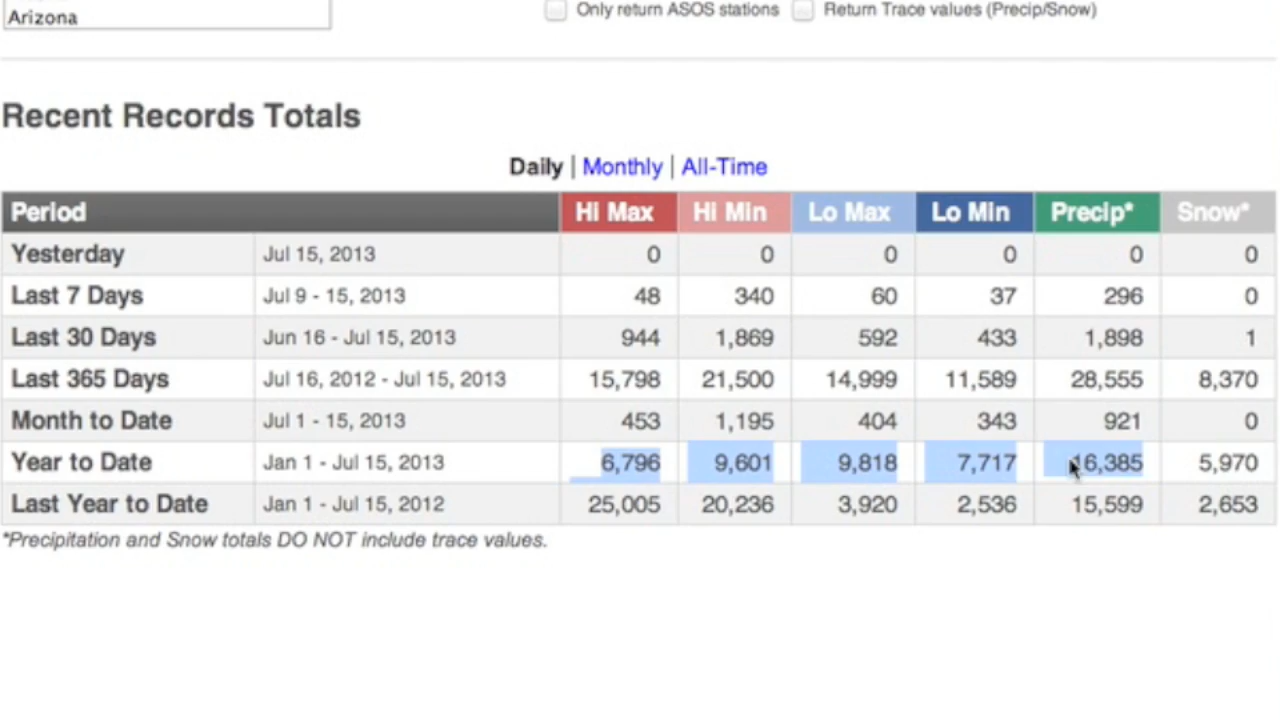 Arizona
Only return ASOS stations Return Trace values (Precip/Snow)
Recent Records Totals
Daily | Monthly | All-Time
Period Hi Max Hi Min Lo Max Lo Min Precip* Snow*
Yesterday Jul 15, 2013 0 0 0 0 0 0
Last 7 Days Jul 9 - 15, 2013 48 340 60 37 296 0
Last 30 Days Jun 16 - Jul 15, 2013 944 1,869 592 433 1,898 1
Last 365 Days Jul 16, 2012 - Jul 15, 2013 15,798 21,500 14,999 11,589 28,555 8,370
Month to Date Jul 1 - 15, 2013 453 1,195 404 343 921 0
Year to Date Jan 1 - Jul 15, 2013 6,796 9,601 9,818 7,717 16,385 5,970
Last Year to Date Jan 1 - Jul 15, 2012 25,005 20,236 3,920 2,536 15,599 2,653
*Precipitation and Snow totals DO NOT include trace values.